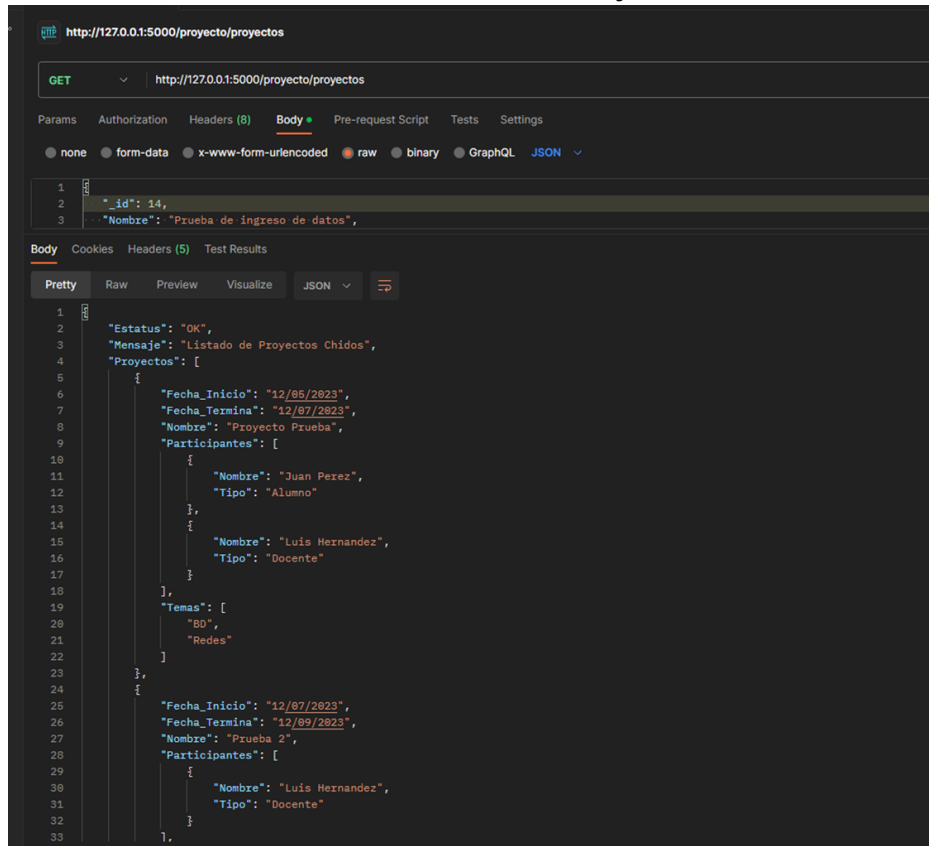 HTTP http://127.0.0.1:5000/proyecto/proyectos
GET http://127.0.0.1:5000/proyecto/proyectos
Params Authorization Headers (8) Body Pre-request Script Tests Settings
none form-data x-www-form-urlencoded raw binary GraphQL JSON
1 {
2 "_id": 14,
3 "Nombre": "Prueba de ingreso de datos",
Body Cookies Headers (5) Test Results
Pretty Raw Preview Visualize JSON
1 {
2 "Estatus": "OK",
3 "Mensaje": "Listado de Proyectos Chidos",
4 "Proyectos": [
5 {
6 "Fecha_Inicio": "12/05/2023",
7 "Fecha_Termina": "12/07/2023",
8 "Nombre": "Proyecto Prueba",
9 "Participantes": [
10 {
11 "Nombre": "Juan Perez",
12 "Tipo": "Alumno"
13 },
14 {
15 "Nombre": "Luis Hernandez",
16 "Tipo": "Docente"
17 }
18 ],
19 "Temas": [
20 "BD",
21 "Redes"
22 ]
23 },
24 {
25 "Fecha_Inicio": "12/07/2023",
26 "Fecha_Termina": "12/09/2023",
27 "Nombre": "Prueba 2",
28 "Participantes": [
29 {
30 "Nombre": "Luis Hernandez",
31 "Tipo": "Docente"
32 }
33 ],